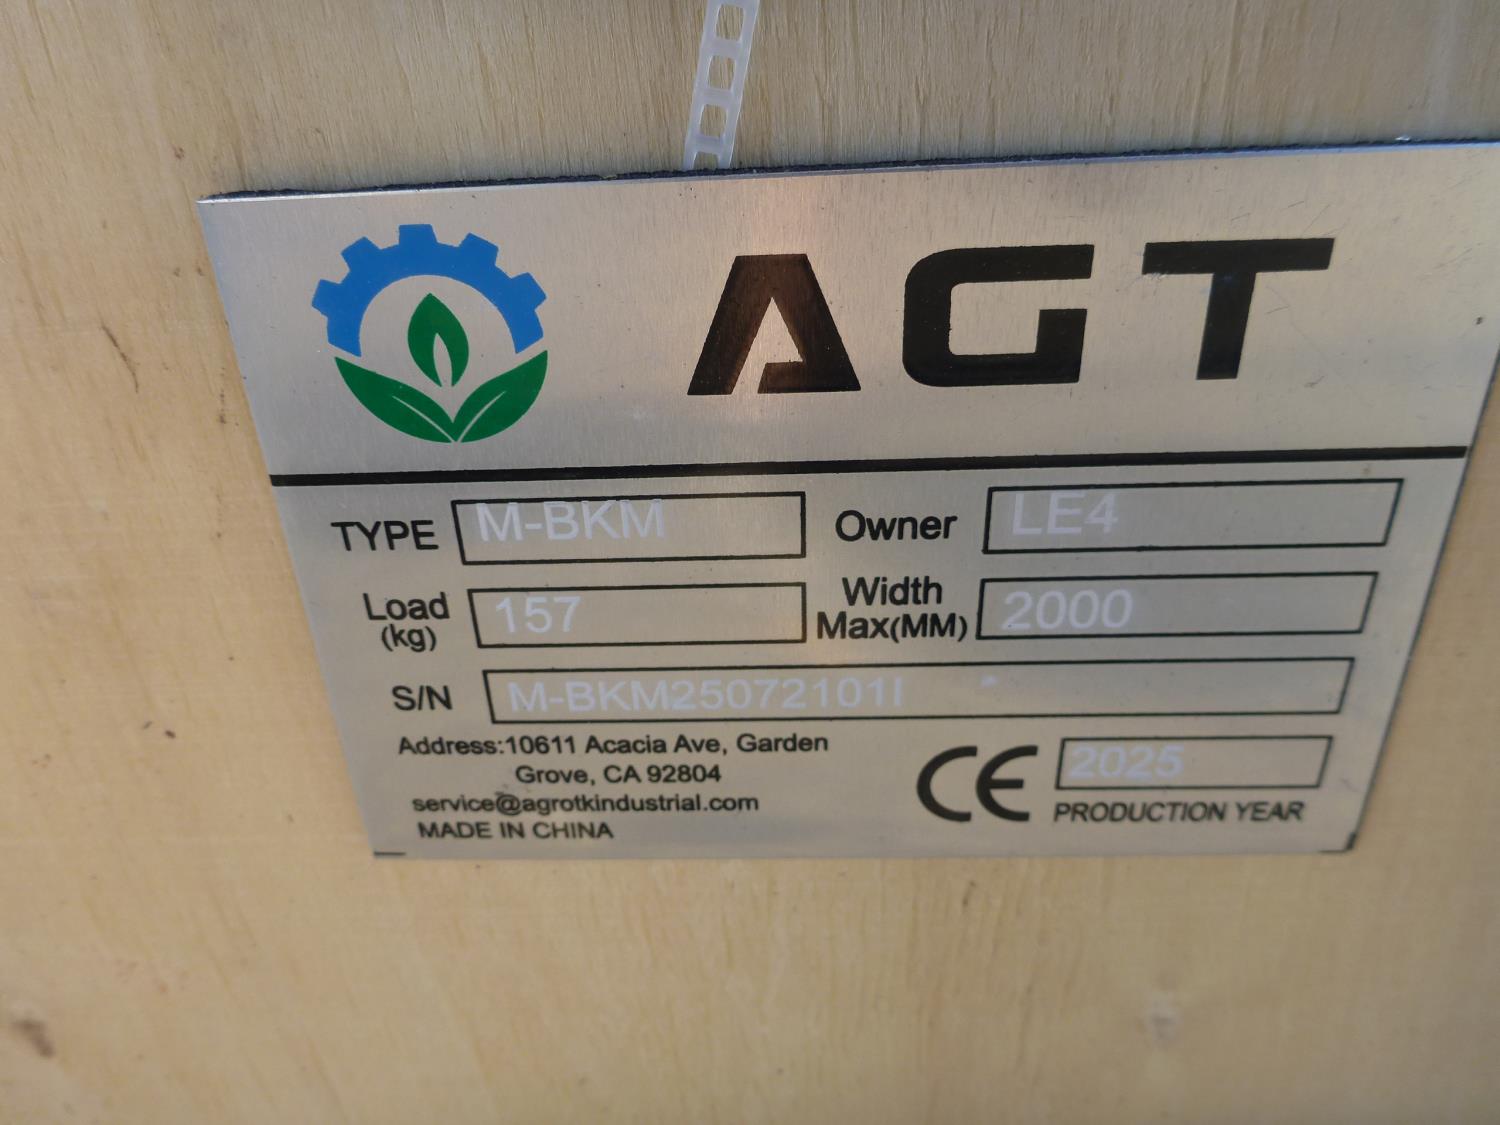 AGT
TYPE M-BKM Owner LE4
Load (kg) 157 Width Max(MM) 2000
S/N M-BKM25072101I
Address:10611 Acacia Ave, Garden
Grove, CA 92804
service@agrotkindustrial.com
MADE IN CHINA
CE 2025
PRODUCTION YEAR